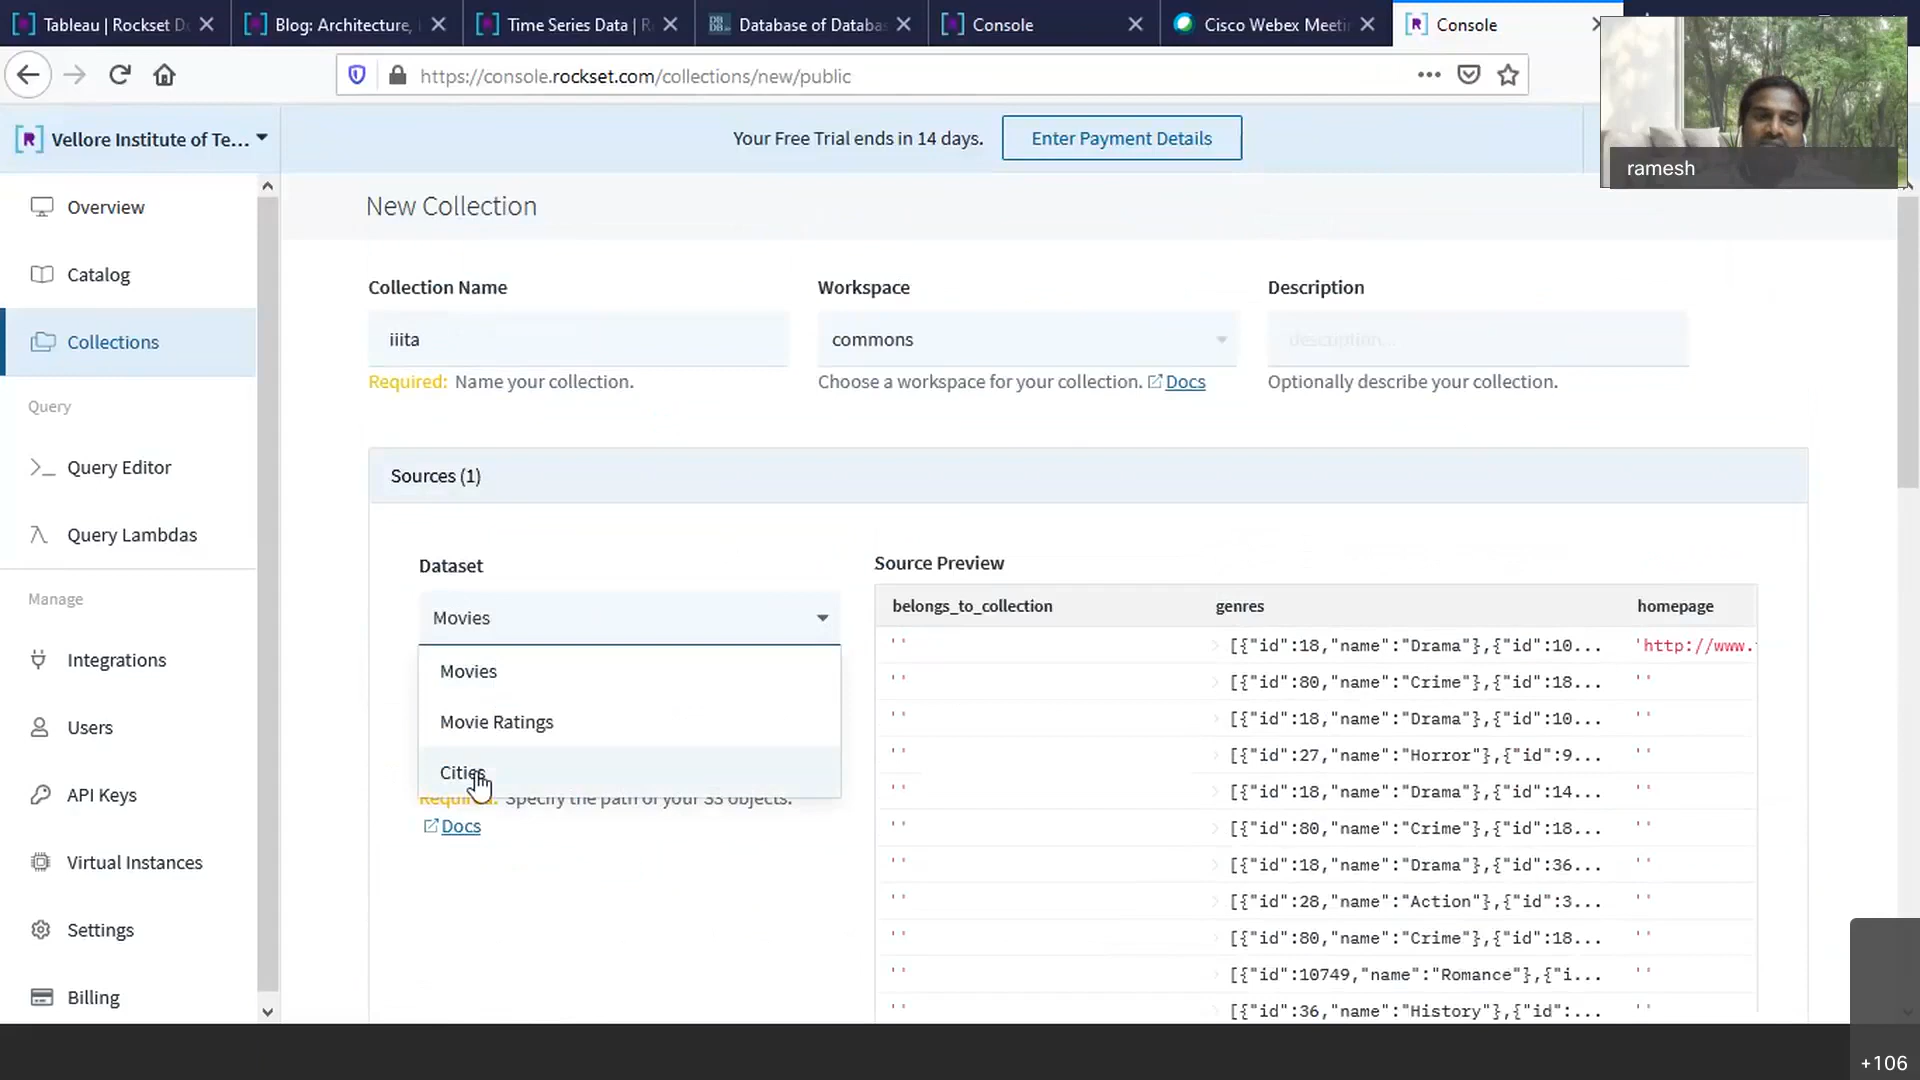 Tableau | Rockset D
Blog: Architecture,
Time Series Data | R
Database of Databas
Console
Cisco Webex Meeti
Console
https://console.rockset.com/collections/new/public
ramesh
Vellore Institute of Te...
Your Free Trial ends in 14 days.
Enter Payment Details
Overview
Catalog
Collections
Query
Query Editor
Query Lambdas
Manage
Integrations
Users
API Keys
Virtual Instances
Settings
Billing
New Collection
Collection Name
Workspace
Description
iiita
commons
description...
Required: Name your collection.
Choose a workspace for your collection. Docs
Optionally describe your collection.
Sources (1)
Dataset
Movies
Movies
Movie Ratings
Cities
Required: Specify the path of your S3 objects.
Docs
Source Preview
belongs_to_collection genres homepage
'' [{"id":18,"name":"Drama"},{"id":10... 'http://www.
'' [{"id":80,"name":"Crime"},{"id":18... ''
'' [{"id":18,"name":"Drama"},{"id":10... ''
'' [{"id":27,"name":"Horror"},{"id":9... ''
'' [{"id":18,"name":"Drama"},{"id":14... ''
'' [{"id":80,"name":"Crime"},{"id":18... ''
'' [{"id":18,"name":"Drama"},{"id":36... ''
'' [{"id":28,"name":"Action"},{"id":3... ''
'' [{"id":80,"name":"Crime"},{"id":18... ''
'' [{"id":10749,"name":"Romance"},{"i... ''
'' [{"id":36,"name":"History"},{"id":... ''
+106